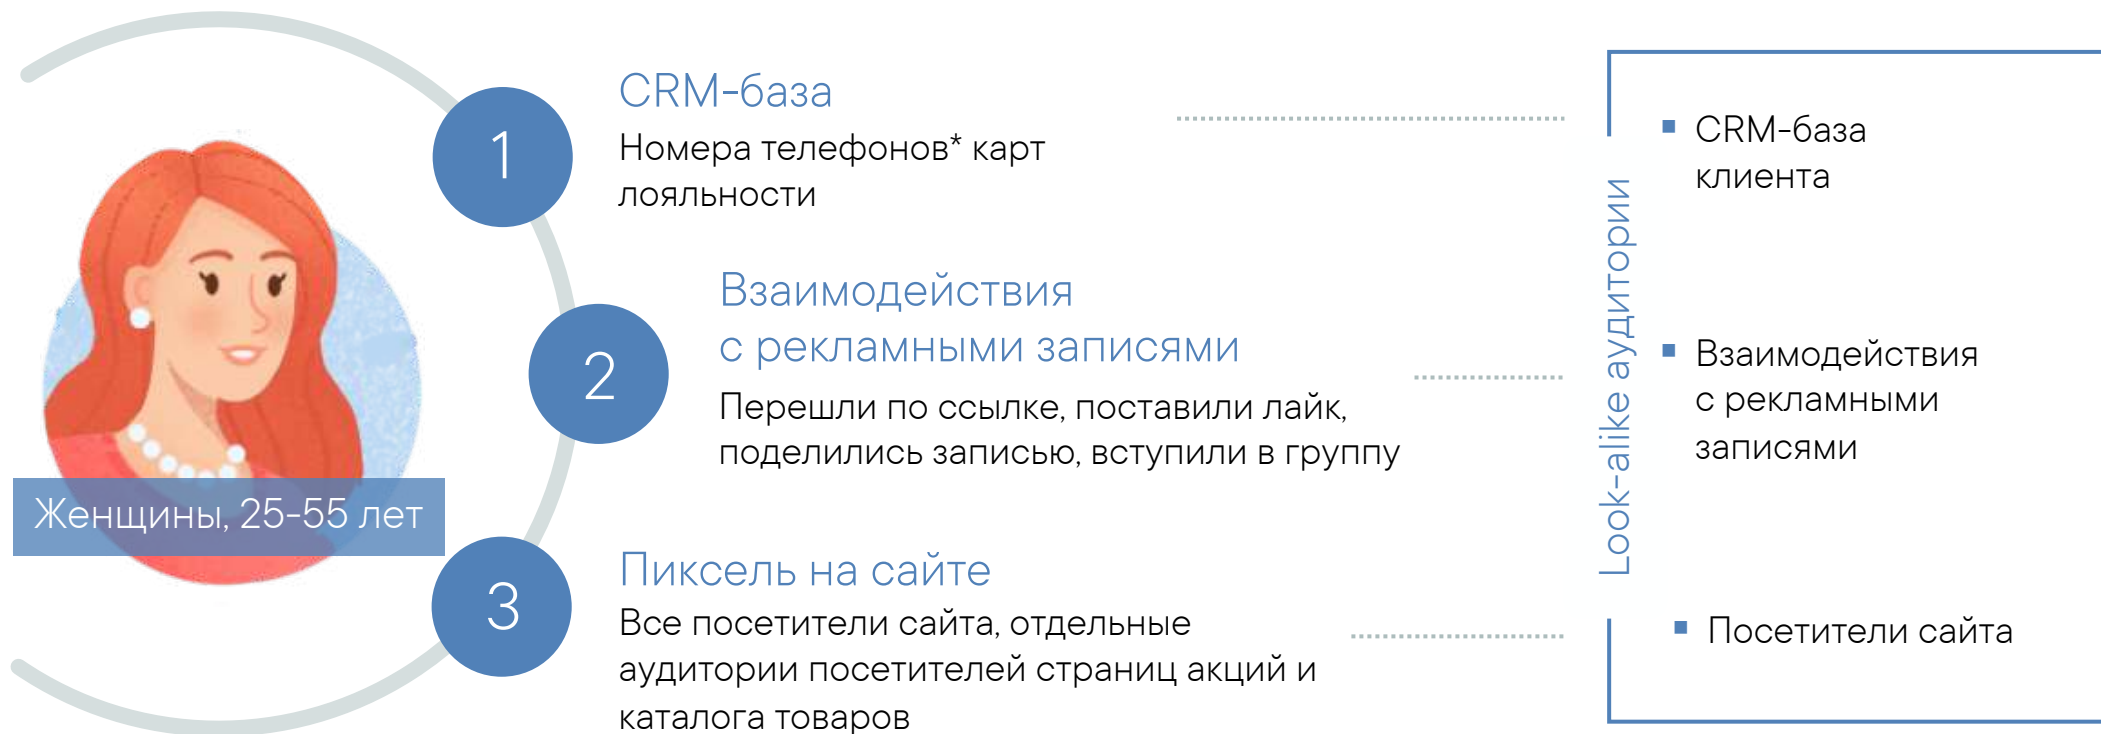 1
CRM-база
Номера телефонов* карт
лояльности
2
Взаимодействия
с рекламными записями
Перешли по ссылке, поставили лайк,
поделились записью, вступили в группу
Женщины, 25-55 лет
3
Пиксель на сайте
Все посетители сайта, отдельные
аудитории посетителей страниц акций и
каталога товаров
Look-alike аудитории
CRM-база
клиента
Взаимодействия
с рекламными
записями
Посетители сайта